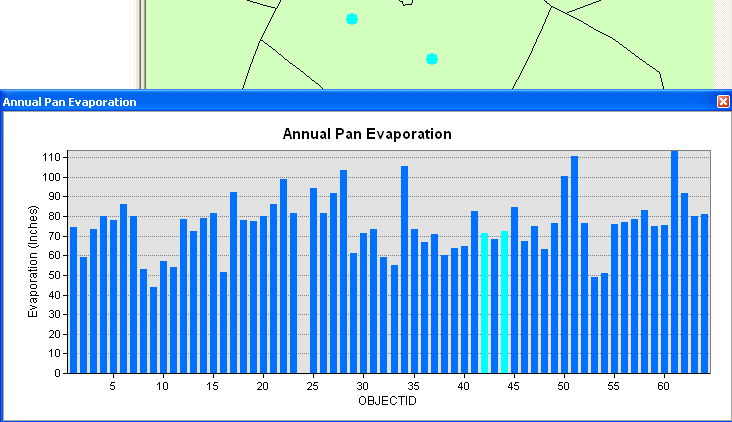 Annual Pan Evaporation
Annual Pan Evaporation
110
100
90
80
70
60
50
40
30
20
10
0
Evaporation (Inches)
5 10 15 20 25 30 35 40 45 50 55 60
OBJECTID